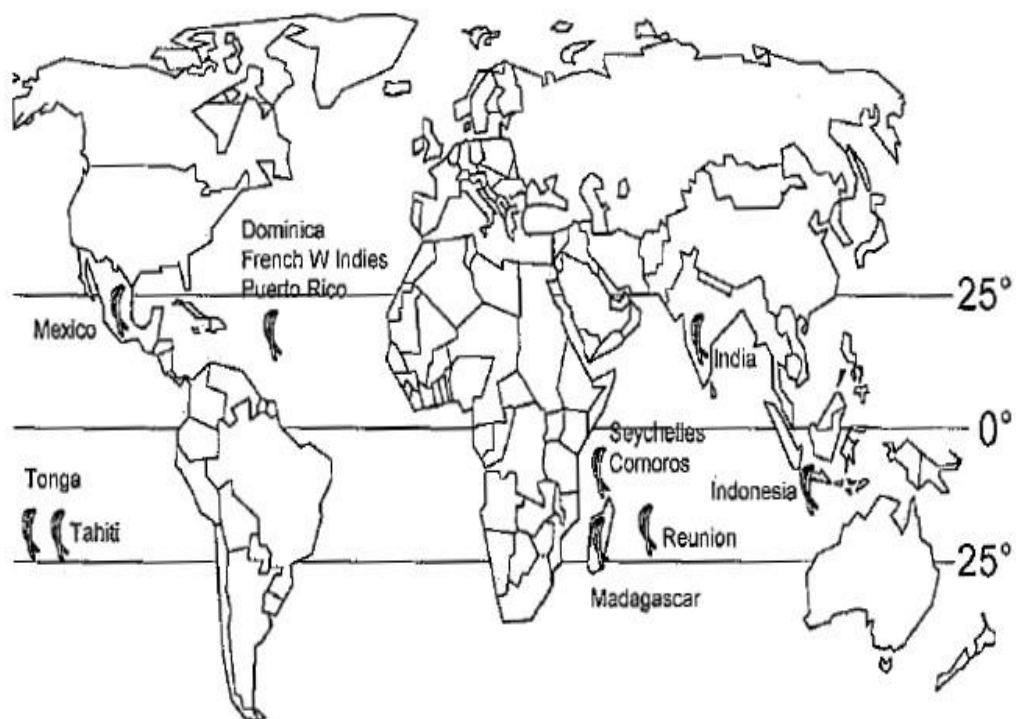 Dominica
French W Indies
Puerto Rico
25°
Mexico
India
0°
Seychelles
Comoros
Tonga
Indonesia
Tahiti
Reunion
25°
Madagascar